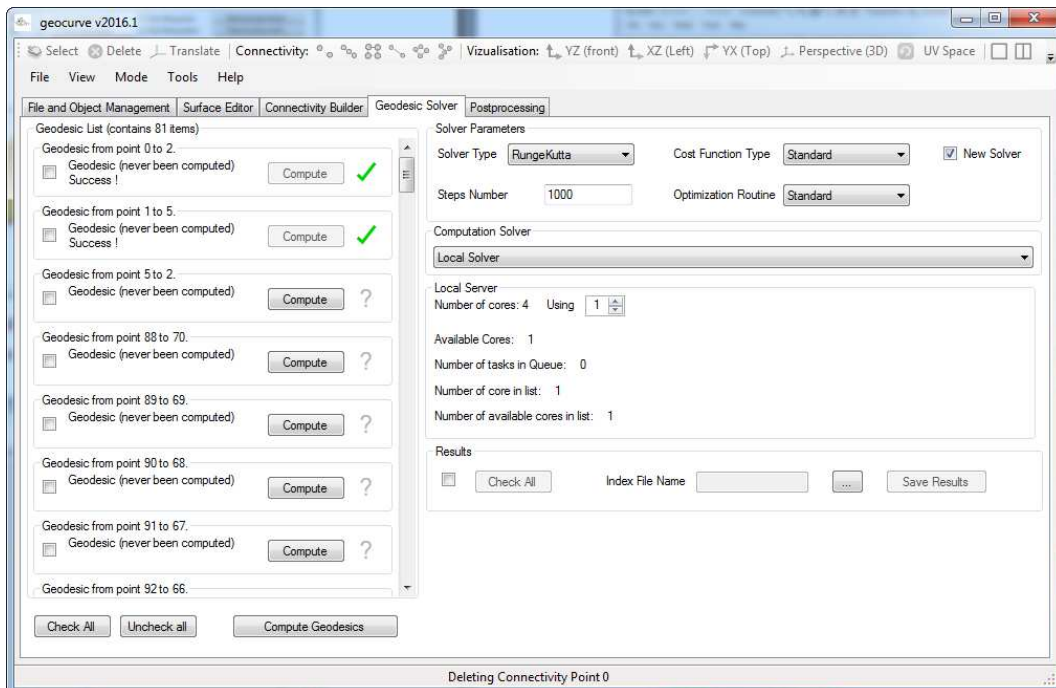 geocurve v2016.1
Select Delete Translate Connectivity: Vizualisation: YZ (front) XZ (Left) YX (Top) Perspective (3D) UV Space
File View Mode Tools Help
File and Object Management Surface Editor Connectivity Builder Geodesic Solver Postprocessing
Geodesic List (contains 81 items)
Geodesic from point 0 to 2.
Geodesic (never been computed)
Success !
Compute
Geodesic from point 1 to 5.
Geodesic (never been computed)
Success !
Compute
Geodesic from point 5 to 2.
Geodesic (never been computed)
Compute ?
Geodesic from point 88 to 70.
Geodesic (never been computed)
Compute ?
Geodesic from point 89 to 69.
Geodesic (never been computed)
Compute ?
Geodesic from point 90 to 68.
Geodesic (never been computed)
Compute ?
Geodesic from point 91 to 67.
Geodesic (never been computed)
Compute ?
Geodesic from point 92 to 66.
Check All Uncheck all Compute Geodesics
Solver Parameters
Solver Type RungeKutta Cost Function Type Standard New Solver
Steps Number 1000 Optimization Routine Standard
Computation Solver
Local Solver
Local Server
Number of cores: 4 Using 1
Available Cores: 1
Number of tasks in Queue: 0
Number of core in list: 1
Number of available cores in list: 1
Results
Check All Index File Name ... Save Results
Deleting Connectivity Point 0